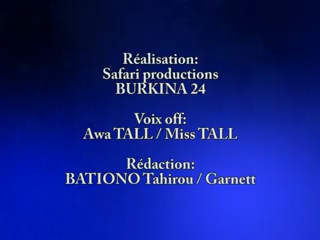 Réalisation:
Safari productions
BURKINA 24
Voix off:
Awa TALL / Miss TALL
Rédaction:
BATIONO Tahirou / Garnett